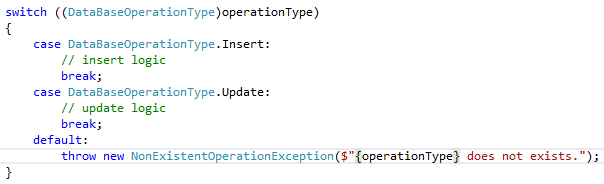 switch ((DataBaseOperationType)operationType)
{
    case DataBaseOperationType.Insert:
        // insert logic
        break;
    case DataBaseOperationType.Update:
        // update logic
        break;
    default:
        throw new NonExistentOperationException($"{operationType} does not exists.");
}